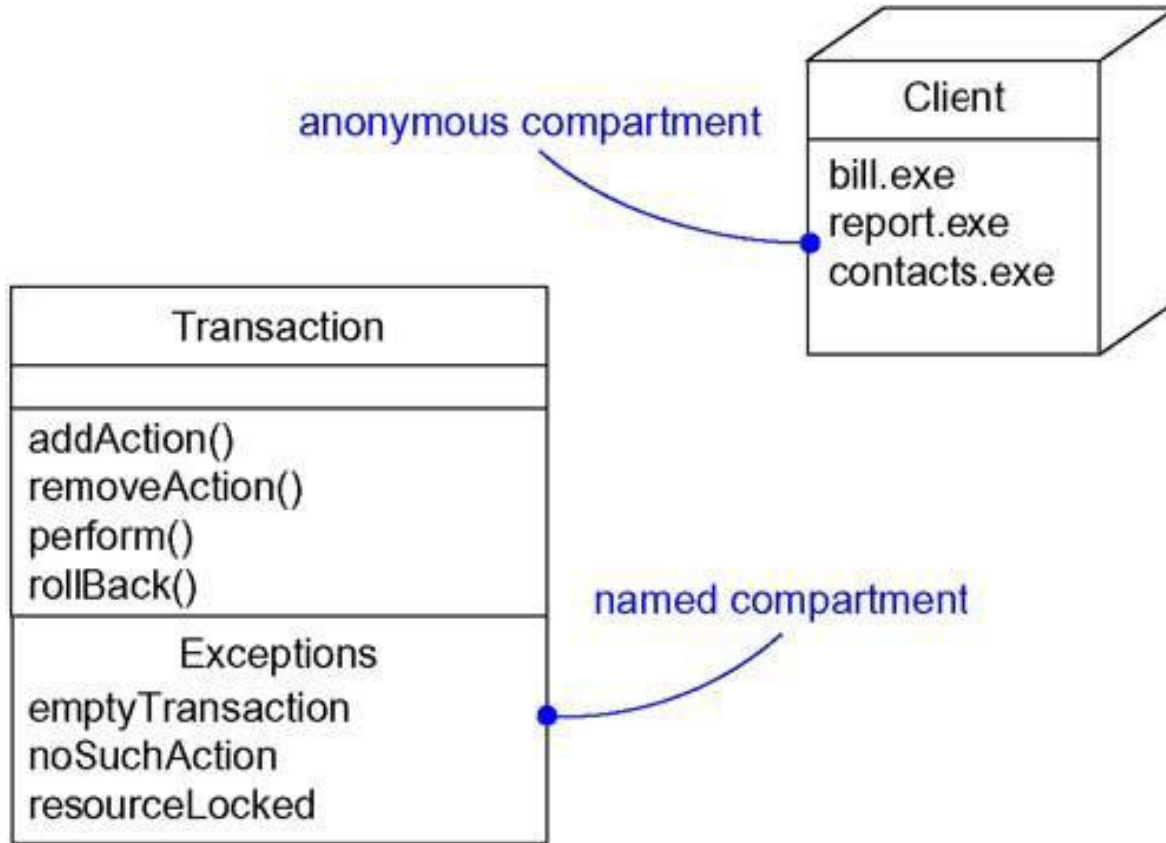 Client
anonymous compartment
bill.exe
report.exe
contacts.exe
Transaction
addAction()
removeAction()
perform()
rollBack()
named compartment
Exceptions
emptyTransaction
noSuchAction
resourceLocked